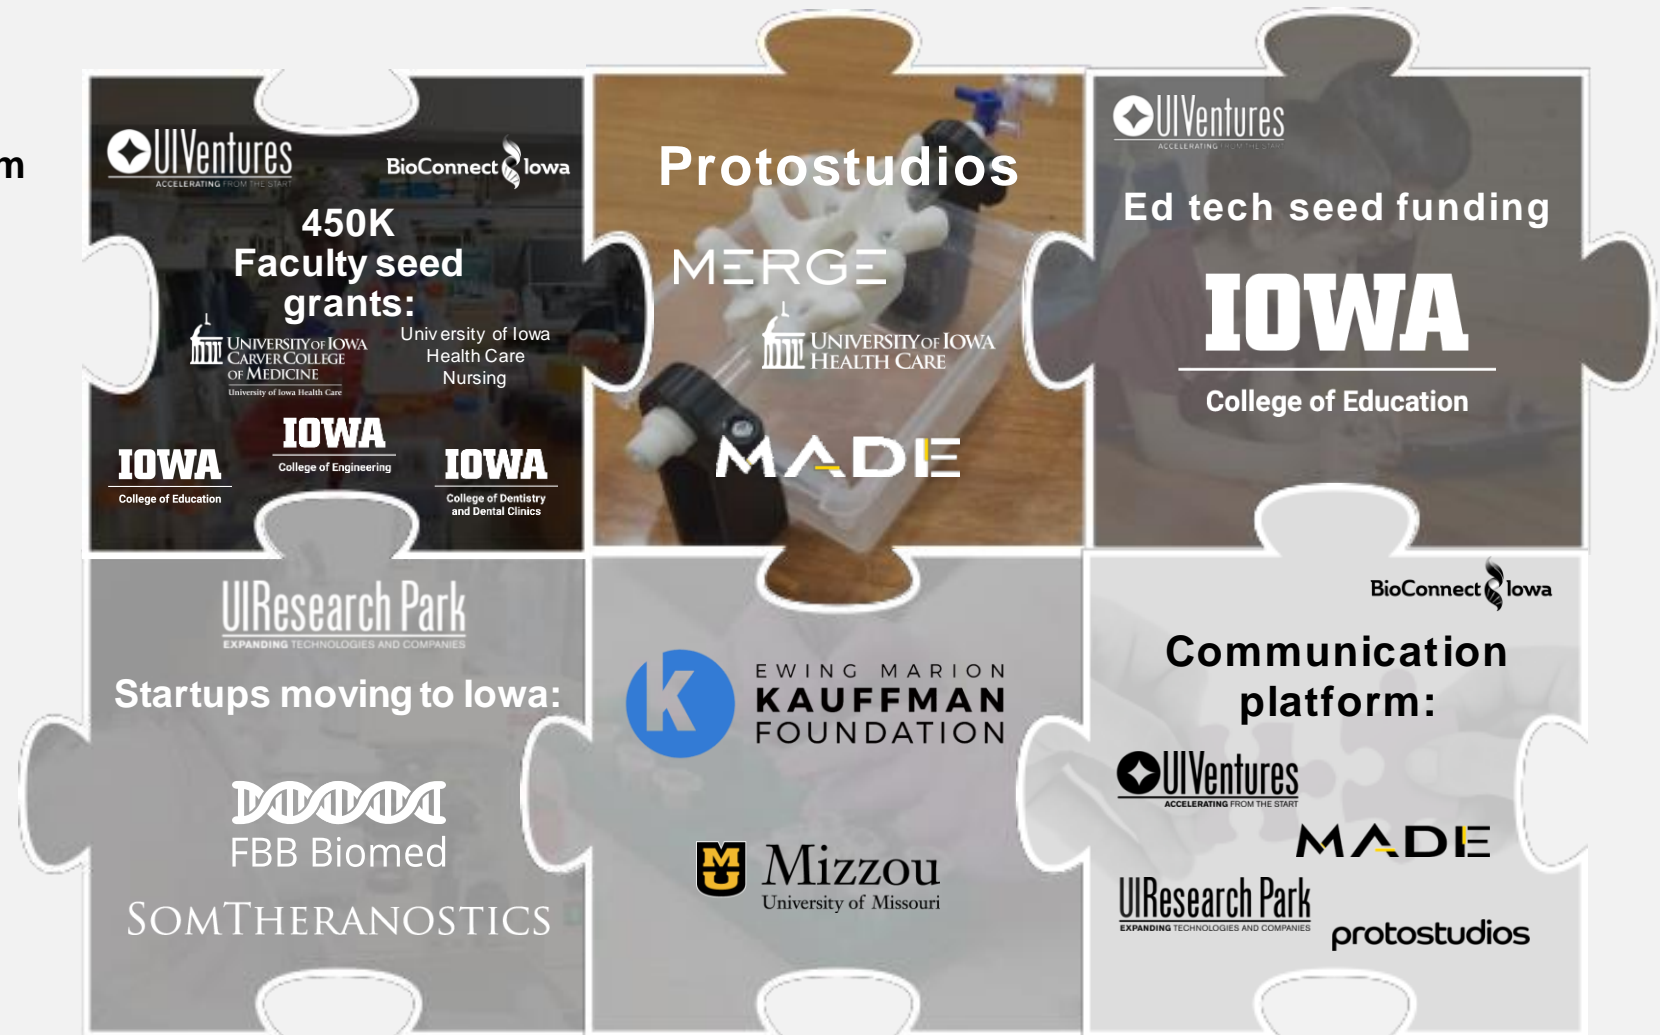 m
UIVentures
ACCELERATING FROM THE START
BioConnect Iowa
450K
Faculty seed
grants:
UNIVERSITY OF IOWA
CARVER COLLEGE
OF MEDICINE
University of Iowa Health Care
University of Iowa
Health Care
Nursing
IOWA
College of Education
IOWA
College of Engineering
IOWA
College of Dentistry
and Dental Clinics
Protostudios
MERGE
UNIVERSITY OF IOWA
HEALTH CARE
MADE
UIVentures
ACCELERATING FROM THE START
Ed tech seed funding
IOWA
College of Education
UIResearch Park
EXPANDING TECHNOLOGIES AND COMPANIES
Startups moving to Iowa:
FBB Biomed
SOMTHERANOSTICS
K
EWING MARION
KAUFFMAN
FOUNDATION
MU
Mizzou
University of Missouri
BioConnect Iowa
Communication
platform:
UIVentures
ACCELERATING FROM THE START
MADE
UIResearch Park
EXPANDING TECHNOLOGIES AND COMPANIES
protostudios